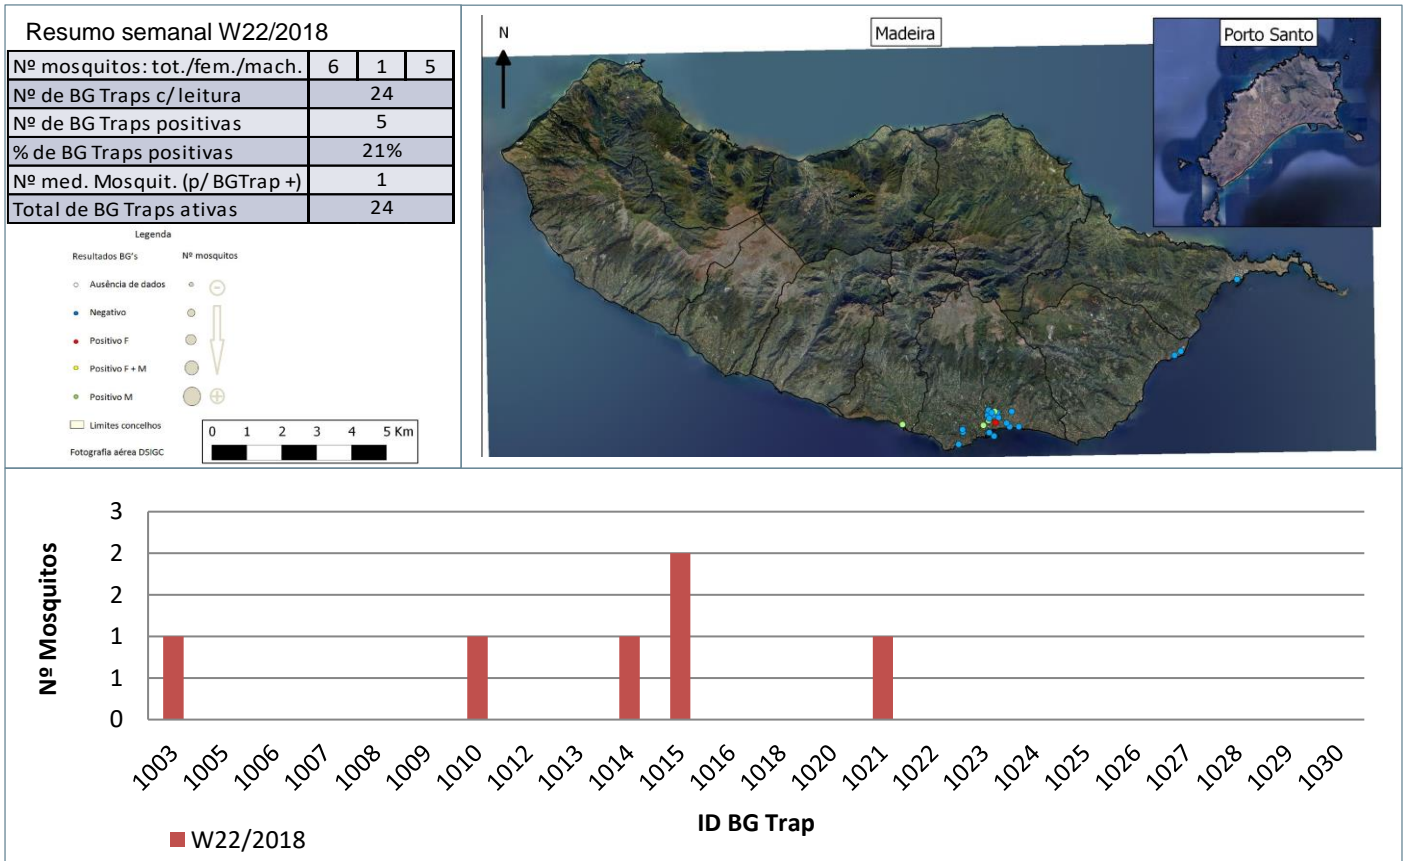 Resumo semanal W22/2018
Nº mosquitos: tot./fem./mach. 6 1 5
Nº de BG Traps c/ leitura 24
Nº de BG Traps positivas 5
% de BG Traps positivas 21%
Nº med. Mosquit. (p/ BGTrap +) 1
Total de BG Traps ativas 24
Legenda
Resultados BG's Nº mosquitos
Ausência de dados
Negativo
Positivo F
Positivo F + M
Positivo M
Limites concelhos
Fotografia aérea DSIGC
0 1 2 3 4 5 Km
N
Madeira
Porto Santo
Nº Mosquitos
3
2
2
1
1
0
1003 1005 1006 1007 1008 1009 1010 1012 1013 1014 1015 1016 1018 1020 1021 1022 1023 1024 1026 1027 1028 1029 1030
ID BG Trap
W22/2018